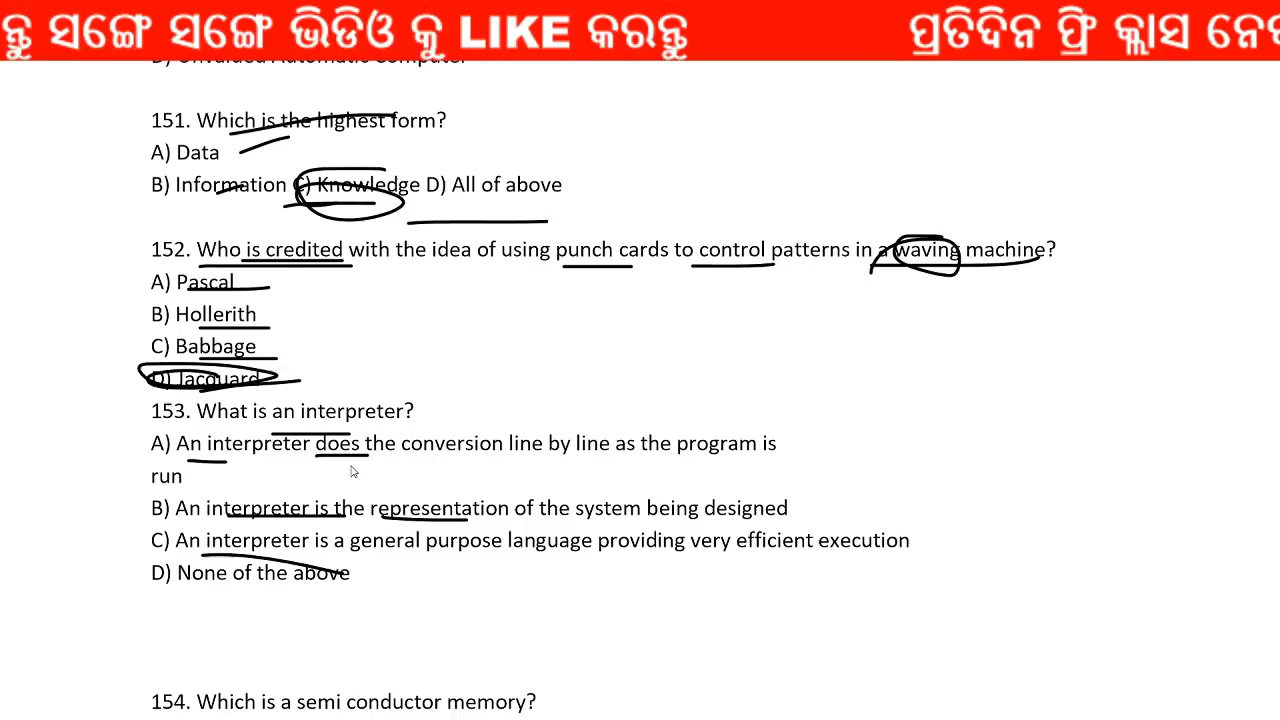 ନ୍ତୁ ସଙ୍ଗେ ସଙ୍ଗେ ଭିଡିଓ କୁ LIKE କରନ୍ତୁ ପ୍ରତିଦିନ ଫ୍ରି କ୍ଲାସ ନେ
D) Unvalued Automatic Computer
151. Which is the highest form?
A) Data
B) Information C) Knowledge D) All of above
152. Who is credited with the idea of using punch cards to control patterns in a waving machine?
A) Pascal
B) Hollerith
C) Babbage
D) Jacquard
153. What is an interpreter?
A) An interpreter does the conversion line by line as the program is
run
B) An interpreter is the representation of the system being designed
C) An interpreter is a general purpose language providing very efficient execution
D) None of the above
154. Which is a semi conductor memory?